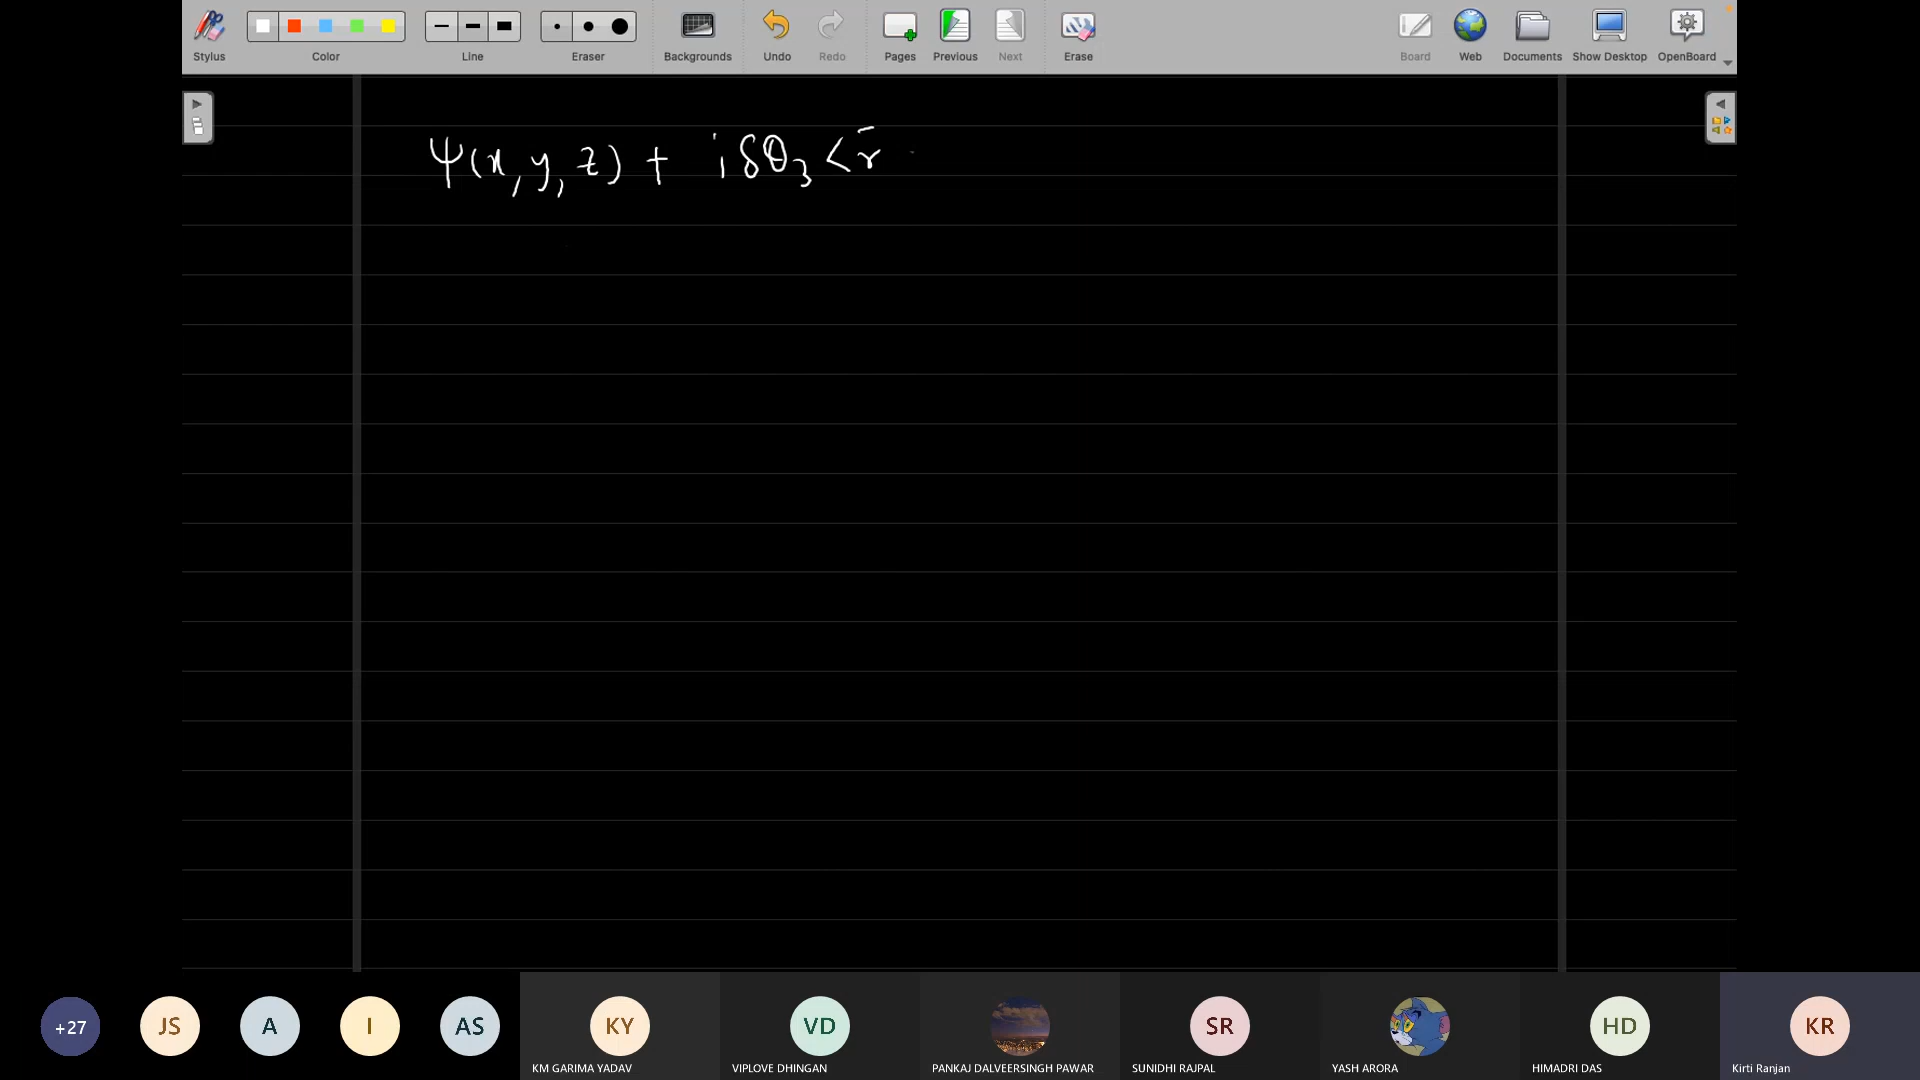 Stylus Color Line Eraser Backgrounds Undo Redo Pages Previous Next Erase Board Web Documents Show Desktop OpenBoard
ψ(x, y, z) + iδθ₃ <r̄
+27 JS A I AS KY VD SR HD KR
KM GARIMA YADAV VIPLOVE DHINGAN PANKAJ DALVEERSINGH PAWAR SUNIDHI RAJPAL YASH ARORA HIMADRI DAS Kirti Ranjan